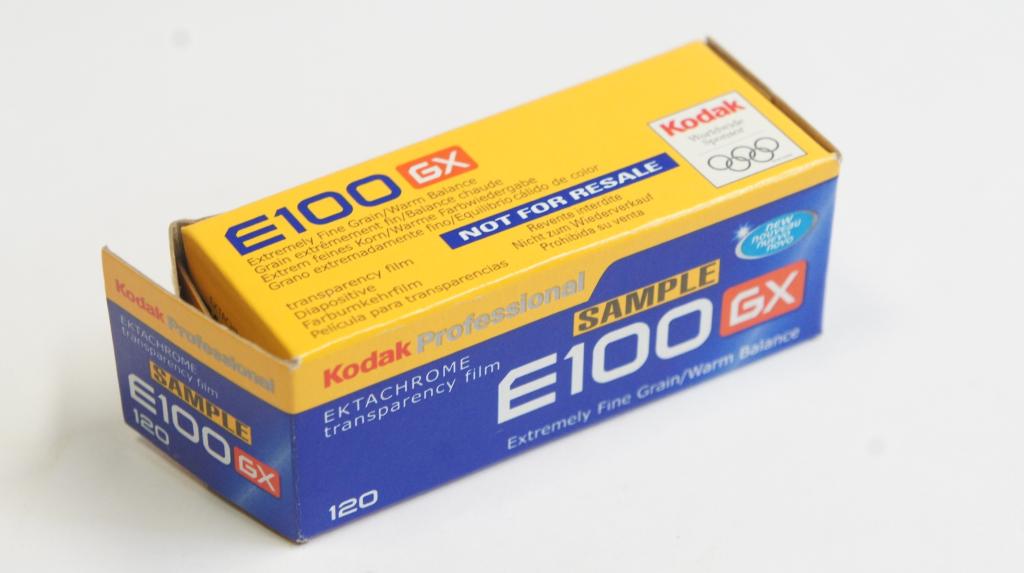 E100 GX
Extremely Fine Grain/Warm Balance
Grain extrêmement fin/Balance chaude
Extrem feines Korn/Warme Farbwiedergabe
Grano extremadamente fino/Equilibrio cálido de color
transparency film
Diapositive
Farbumkehrfilm
Película para transparencias
NOT FOR RESALE
Revente interdite
Nicht zum Wiederverkauf
Prohibida su venta
Kodak
Worldwide
Sponsor
Kodak Professional
EKTACHROME
transparency film
SAMPLE
E100 GX
Extremely Fine Grain/Warm Balance
120
new
nouveau
nuevo
novo
Kodak Professional
EKTACHROME
transparency film
SAMPLE
E100 GX
120